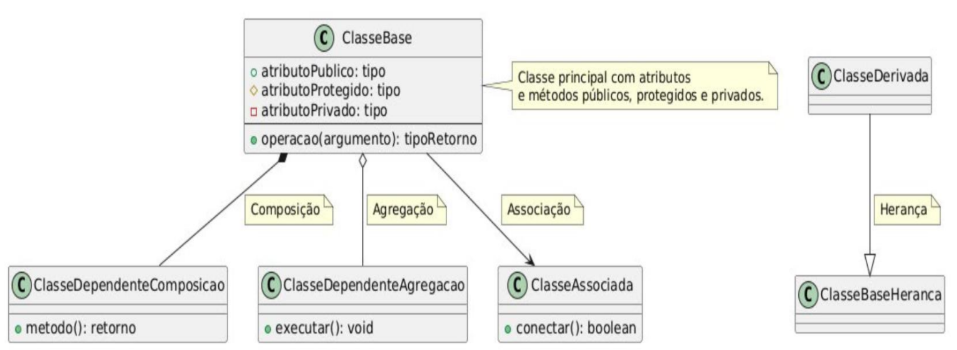 C ClasseBase
atributoPublico: tipo
atributoProtegido: tipo
atributoPrivado: tipo
operacao(argumento): tipoRetorno
Classe principal com atributos
e métodos públicos, protegidos e privados.
C ClasseDerivada
Composição
Agregação
Associação
Herança
C ClasseDependenteComposicao
metodo(): retorno
C ClasseDependenteAgregacao
executar(): void
C ClasseAssociada
conectar(): boolean
C ClasseBaseHeranca